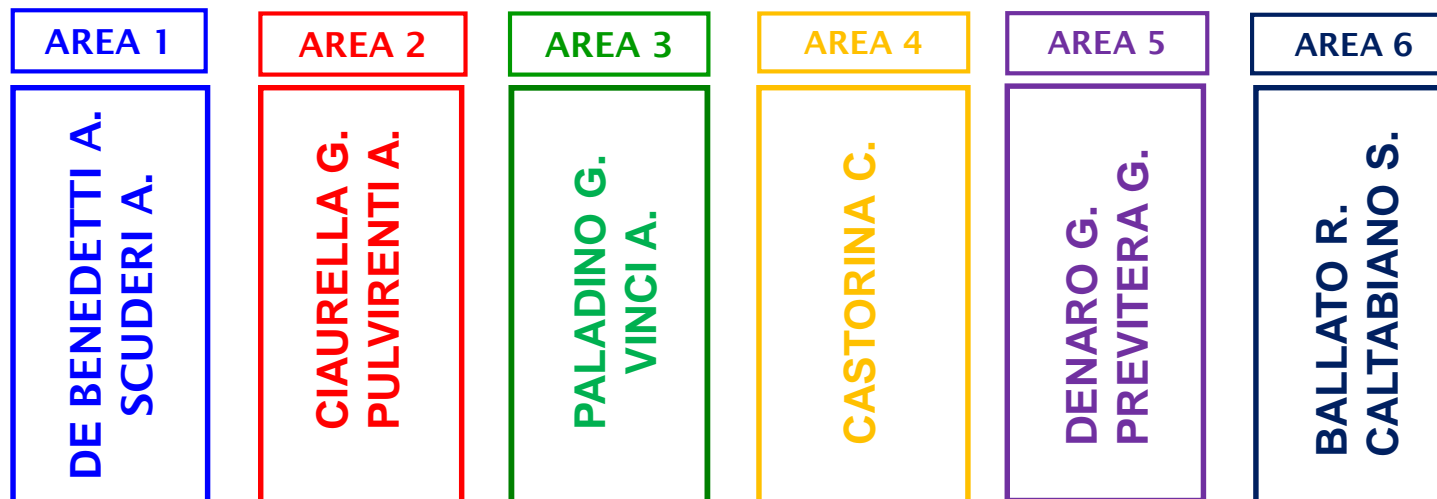 AREA 1
DE BENEDETTI A.
SCUDERI A.
AREA 2
CIAURELLA G.
PULVIRENTI A.
AREA 3
PALADINO G.
VINCI A.
AREA 4
CASTORINA C.
AREA 5
DENARO G.
PREVITERA G.
AREA 6
BALLATO R.
CALTABIANO S.